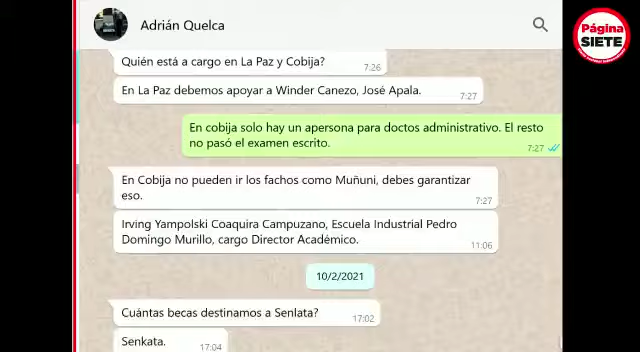 Adrián Quelca
Página
SIETE
Quién está a cargo en La Paz y Cobija?
7:26
En La Paz debemos apoyar a Winder Canezo, José Apala.
7:27
En cobija solo hay un apersona para doctos administrativo. El resto
no pasó el examen escrito.
7:27
En Cobija no pueden ir los fachos como Muñuni, debes garantizar
eso.
7:27
Irving Yampolski Coaquira Campuzano, Escuela Industrial Pedro
Domingo Murillo, cargo Director Académico.
11:06
10/2/2021
Cuántas becas destinamos a Senlata?
17:02
Senkata.
17:04